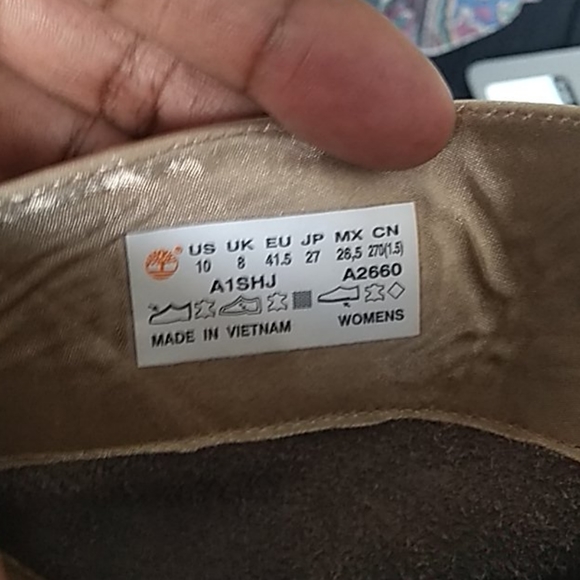 US UK EU JP MX CN
10 8 41.5 27 26,5 270(1.5)
A1SHJ A2660
MADE IN VIETNAM WOMENS